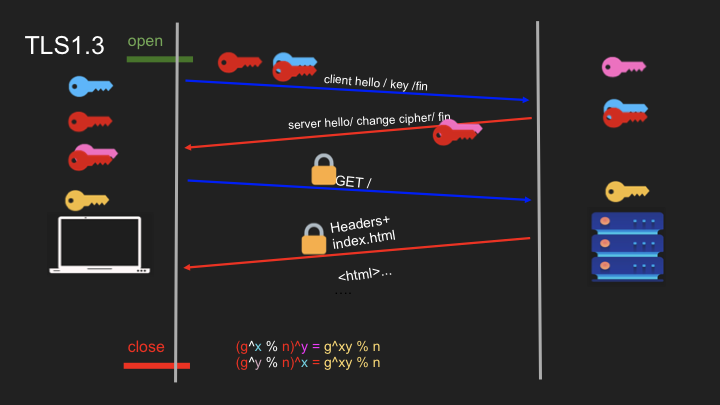 TLS1.3
open
client hello / key /fin
server hello/ change cipher/ fin
GET /
Headers+
index.html
<html>...
....
close
(g^x % n)^y = g^xy % n
(g^y % n)^x = g^xy % n